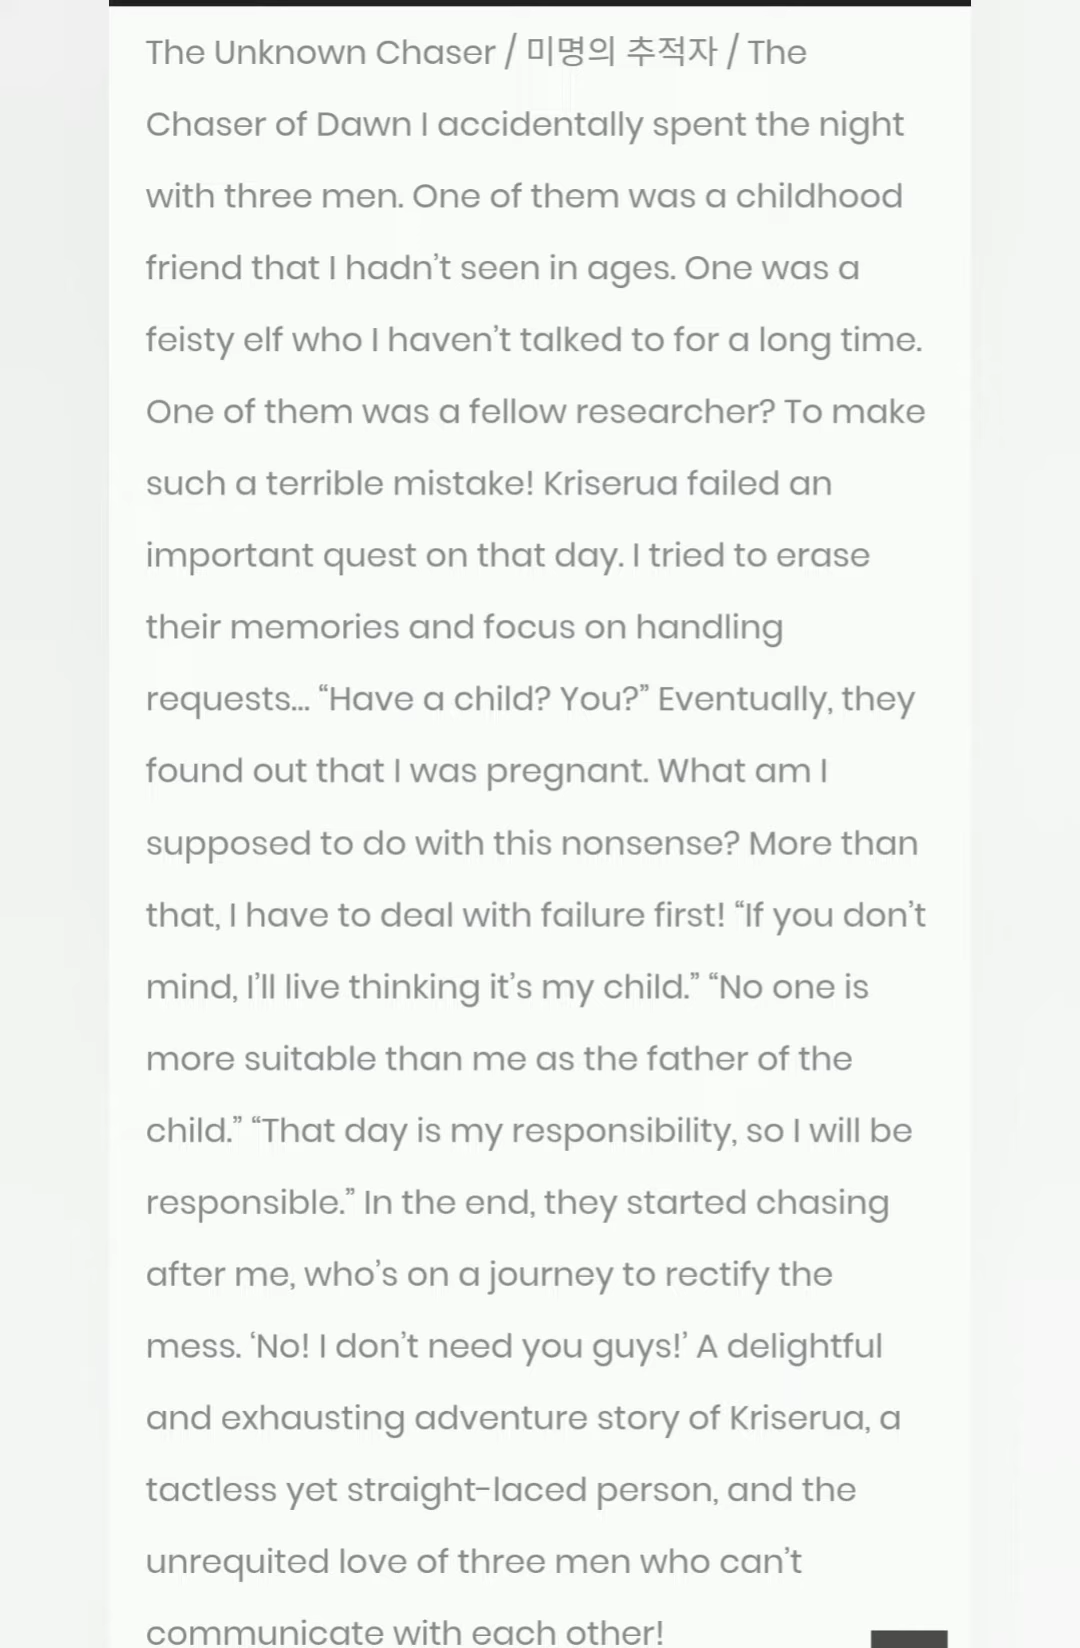 The Unknown Chaser / 미명의 추적자 / The
Chaser of Dawn I accidentally spent the night
with three men. One of them was a childhood
friend that I hadn’t seen in ages. One was a
feisty elf who I haven’t talked to for a long time.
One of them was a fellow researcher? To make
such a terrible mistake! Kriserua failed an
important quest on that day. I tried to erase
their memories and focus on handling
requests... “Have a child? You?” Eventually, they
found out that I was pregnant. What am I
supposed to do with this nonsense? More than
that, I have to deal with failure first! “If you don’t
mind, I’ll live thinking it’s my child.” “No one is
more suitable than me as the father of the
child.” “That day is my responsibility, so I will be
responsible.” In the end, they started chasing
after me, who’s on a journey to rectify the
mess. ‘No! I don’t need you guys!’ A delightful
and exhausting adventure story of Kriserua, a
tactless yet straight-laced person, and the
unrequited love of three men who can’t
communicate with each other!